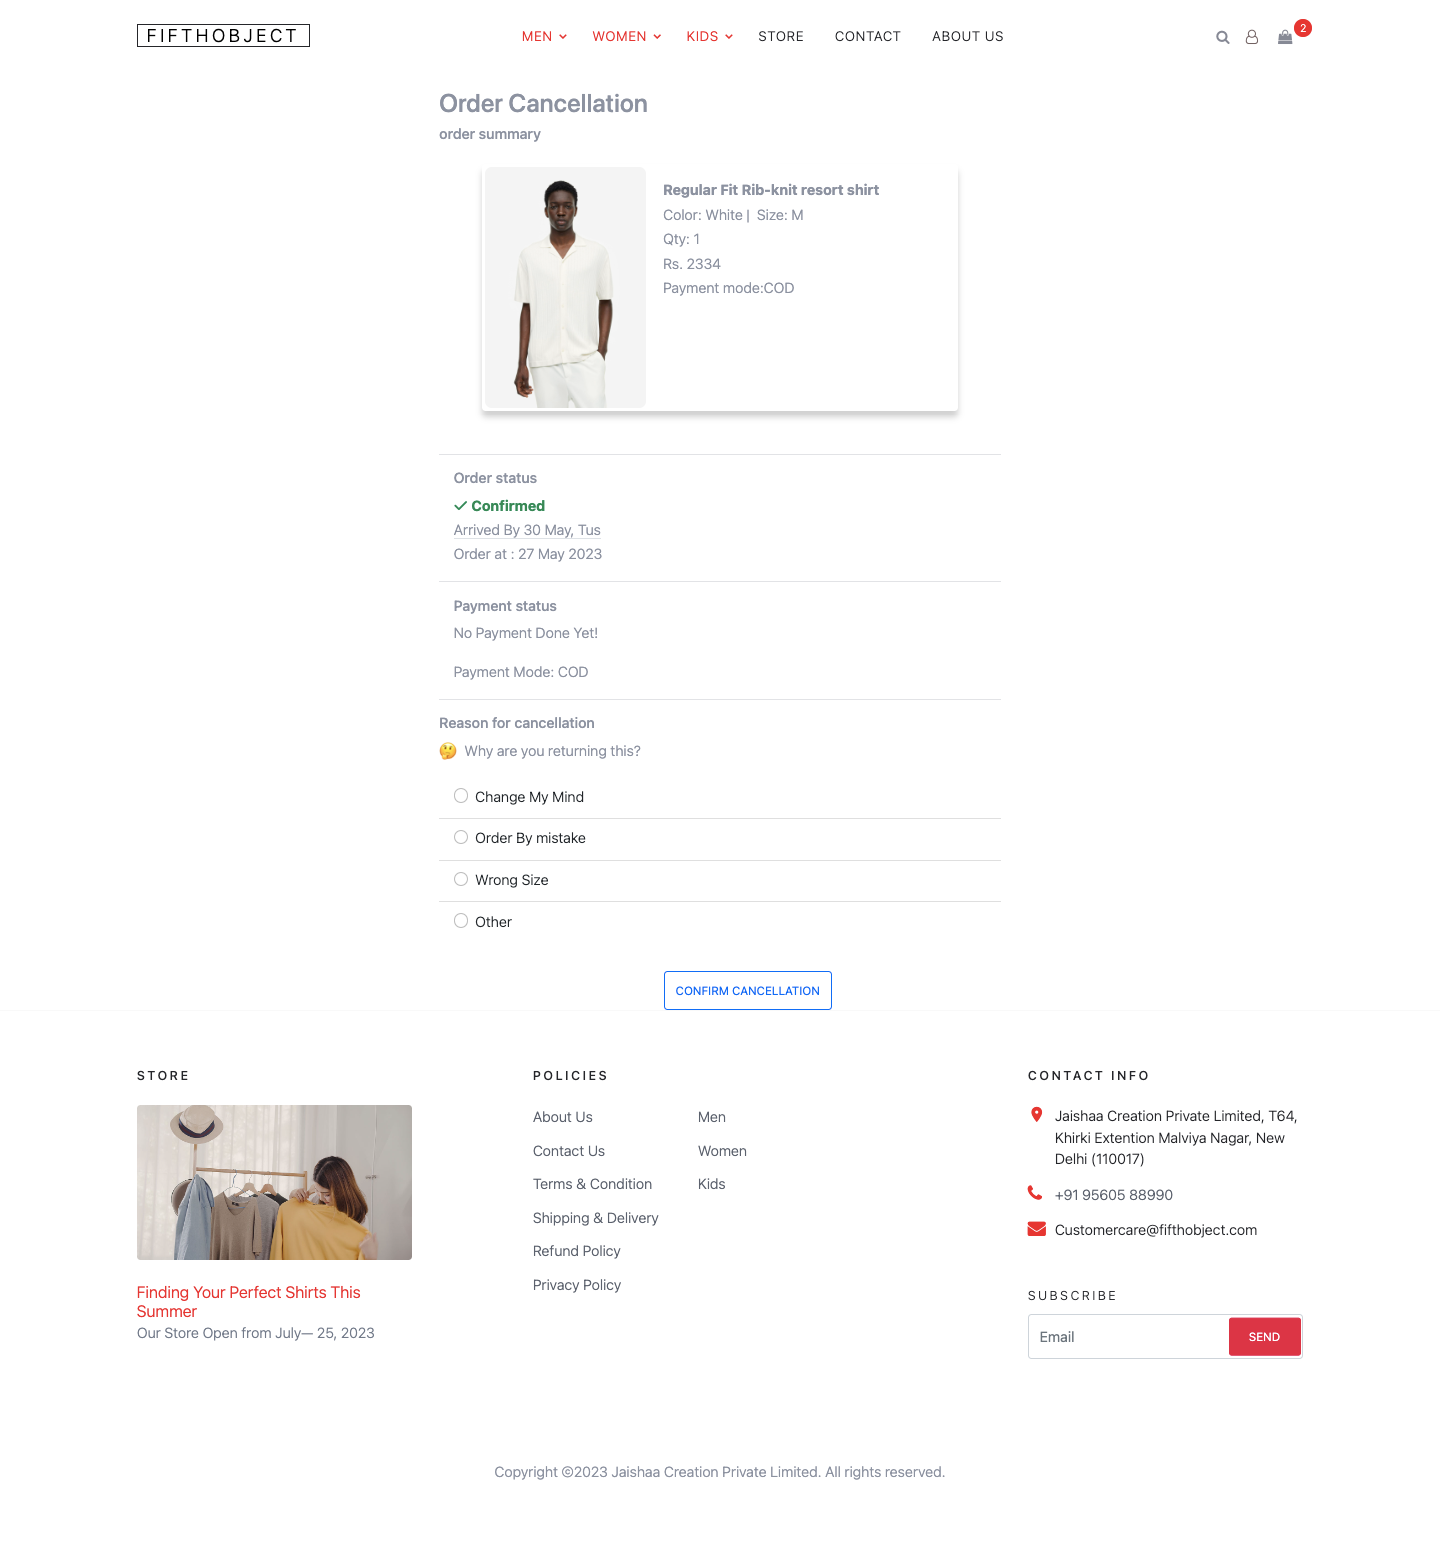 FIFTHOBJECT
MEN WOMEN KIDS STORE CONTACT ABOUT US
2
Order Cancellation
order summary
Regular Fit Rib-knit resort shirt
Color: White | Size: M
Qty: 1
Rs. 2334
Payment mode:COD
Order status
Confirmed
Arrived By 30 May, Tus
Order at : 27 May 2023
Payment status
No Payment Done Yet!
Payment Mode: COD
Reason for cancellation
🤔 Why are you returning this?
Change My Mind
Order By mistake
Wrong Size
Other
CONFIRM CANCELLATION
STORE
Finding Your Perfect Shirts This
Summer
Our Store Open from July— 25, 2023
POLICIES
About Us
Contact Us
Terms & Condition
Shipping & Delivery
Refund Policy
Privacy Policy
Men
Women
Kids
CONTACT INFO
Jaishaa Creation Private Limited, T64,
Khirki Extention Malviya Nagar, New
Delhi (110017)
+91 95605 88990
Customercare@fifthobject.com
SUBSCRIBE
Email
SEND
Copyright ©2023 Jaishaa Creation Private Limited. All rights reserved.